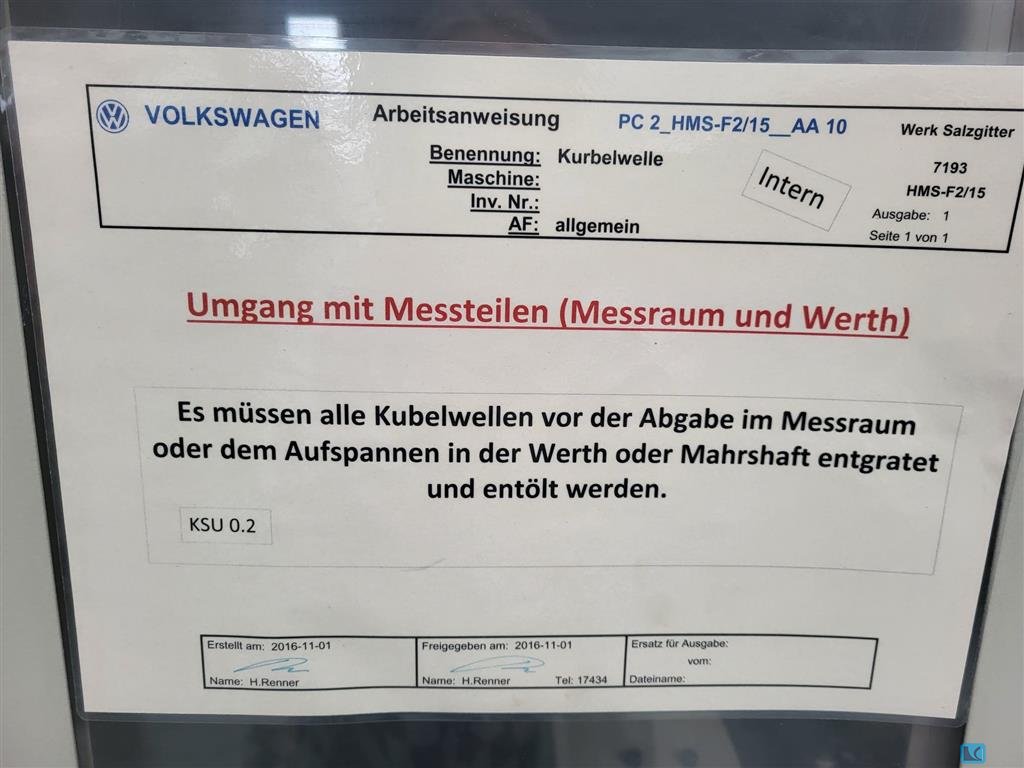 VOLKSWAGEN Arbeitsanweisung PC 2_HMS-F2/15__AA 10 Werk Salzgitter
Benennung: Kurbelwelle
Maschine:
Inv. Nr.:
AF: allgemein
Intern
7193
HMS-F2/15
Ausgabe: 1
Seite 1 von 1
Umgang mit Messteilen (Messraum und Werth)
Es müssen alle Kubelwellen vor der Abgabe im Messraum
oder dem Aufspannen in der Werth oder Mahrshaft entgratet
und entölt werden.
KSU 0.2
Erstellt am: 2016-11-01
Name: H.Renner
Freigegeben am: 2016-11-01
Name: H.Renner Tel: 17434
Ersatz für Ausgabe:
vom:
Dateiname: